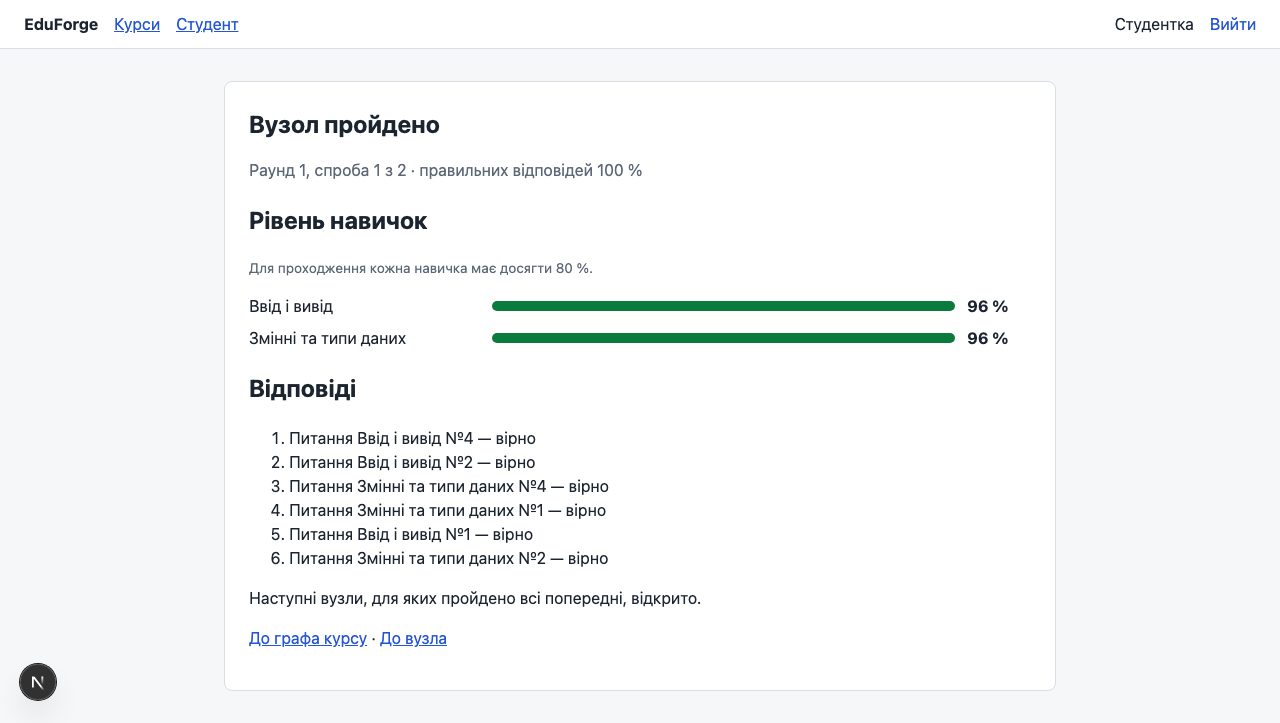 EduForge Курси Студент Студентка Вийти
Вузол пройдено
Раунд 1, спроба 1 з 2 · правильних відповідей 100 %
Рівень навичок
Для проходження кожна навичка має досягти 80 %.
Ввід і вивід 96 %
Змінні та типи даних 96 %
Відповіді
1. Питання Ввід і вивід №4 — вірно
2. Питання Ввід і вивід №2 — вірно
3. Питання Змінні та типи даних №4 — вірно
4. Питання Змінні та типи даних №1 — вірно
5. Питання Ввід і вивід №1 — вірно
6. Питання Змінні та типи даних №2 — вірно
Наступні вузли, для яких пройдено всі попередні, відкрито.
До графа курсу · До вузла
N